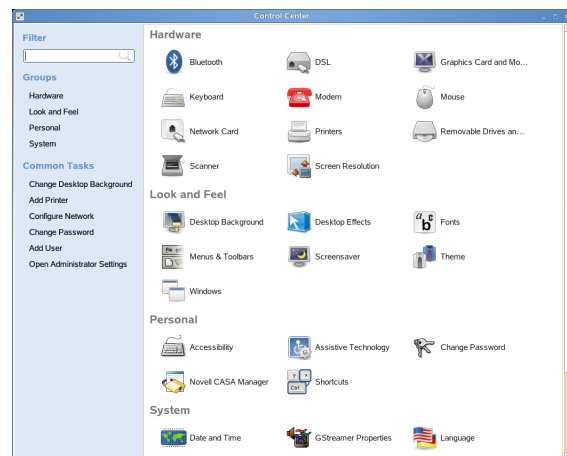 Control Center
Filter
Groups
Hardware
Look and Feel
Personal
System
Common Tasks
Change Desktop Background
Add Printer
Configure Network
Change Password
Add User
Open Administrator Settings
Hardware
Bluetooth
DSL
Graphics Card and Mo...
Keyboard
Modem
Mouse
Network Card
Printers
Removable Drives an...
Scanner
Screen Resolution
Look and Feel
Desktop Background
Desktop Effects
Fonts
Menus & Toolbars
Screensaver
Theme
Windows
Personal
Accessibility
Assistive Technology
Change Password
Novell CASA Manager
Shortcuts
System
Date and Time
GStreamer Properties
Language